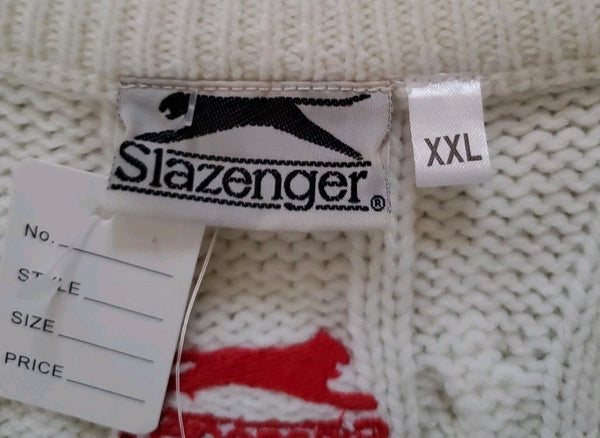 Slazenger®
XXL
No.
STYLE
SIZE
PRICE